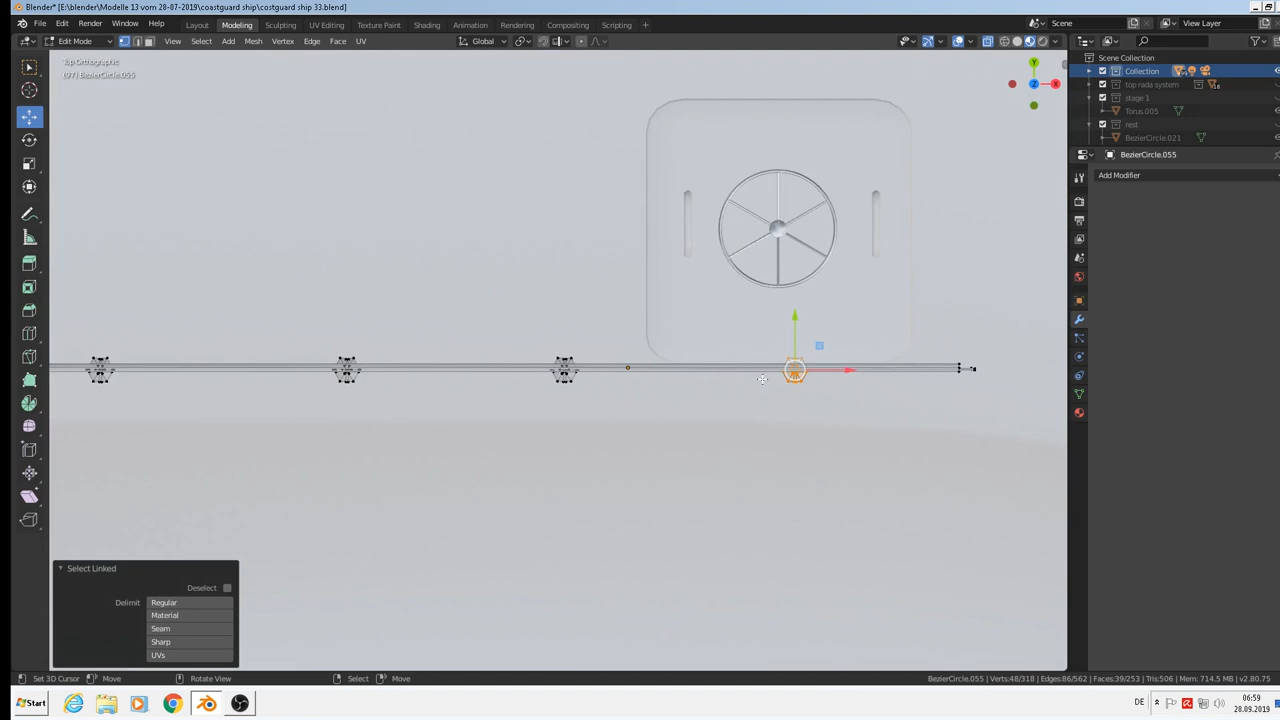 Blender* [E:\blender\Modelle 13 vom 28-07-2019\coastguard ship\costguard ship 33.blend]
File Edit Render Window Help Layout Modeling Sculpting UV Editing Texture Paint Shading Animation Rendering Compositing Scripting + Scene View Layer
Edit Mode View Select Add Mesh Vertex Edge Face UV Global
Top Orthographic
(97) BezierCircle.055
Y
X
Z
Scene Collection
Collection
top rada system 16
stage 1
Torus.005
rest
BezierCircle.021
BezierCircle.055
Add Modifier
Select Linked
Deselect
Delimit Regular
Material
Seam
Sharp
UVs
Set 3D Cursor Move Rotate View Select Move BezierCircle.055 | Verts:48/318 | Edges:86/562 | Faces:39/253 | Tris:506 | Mem: 714.5 MB | v2.80.75
Start DE 06:59
28.09.2019